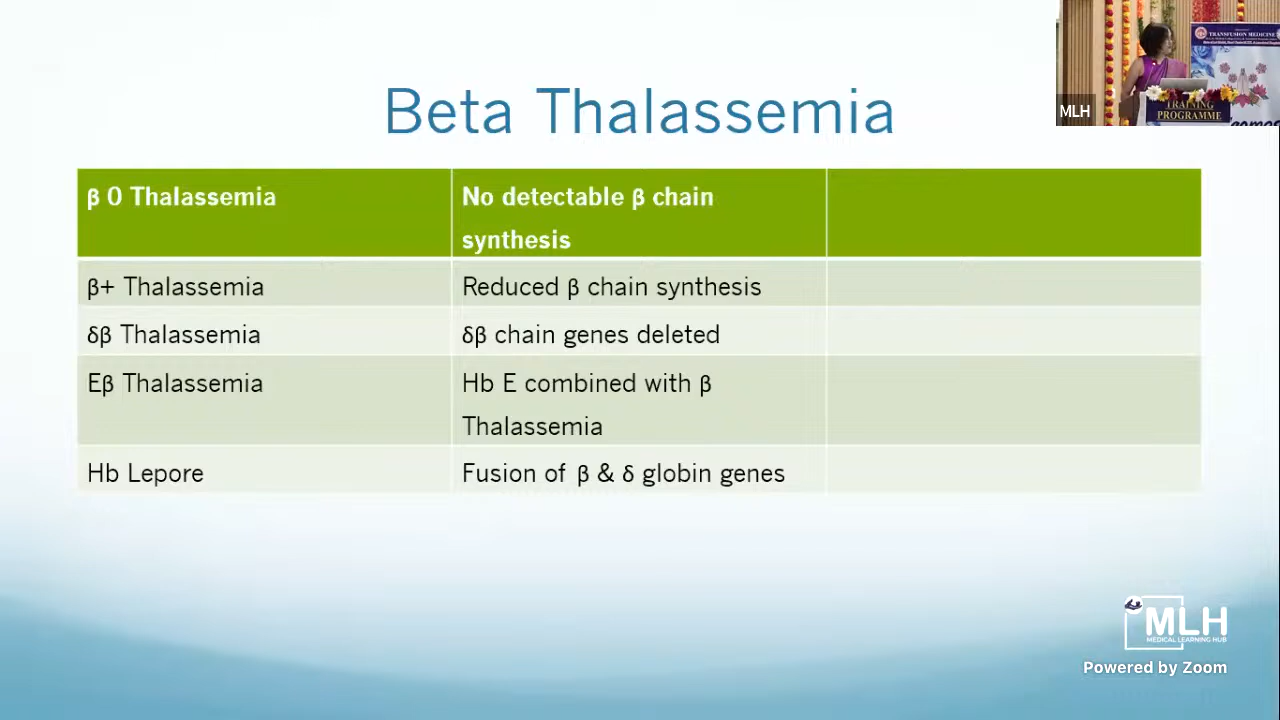 Beta Thalassemia
β 0 Thalassemia
No detectable β chain
synthesis
β+ Thalassemia
Reduced β chain synthesis
δβ Thalassemia
δβ chain genes deleted
Eβ Thalassemia
Hb E combined with β
Thalassemia
Hb Lepore
Fusion of β & δ globin genes
TRANSFUSION MEDICINE
MLH
TRAINING
PROGRAMME
MLH
MEDICAL LEARNING HUB
Powered by Zoom